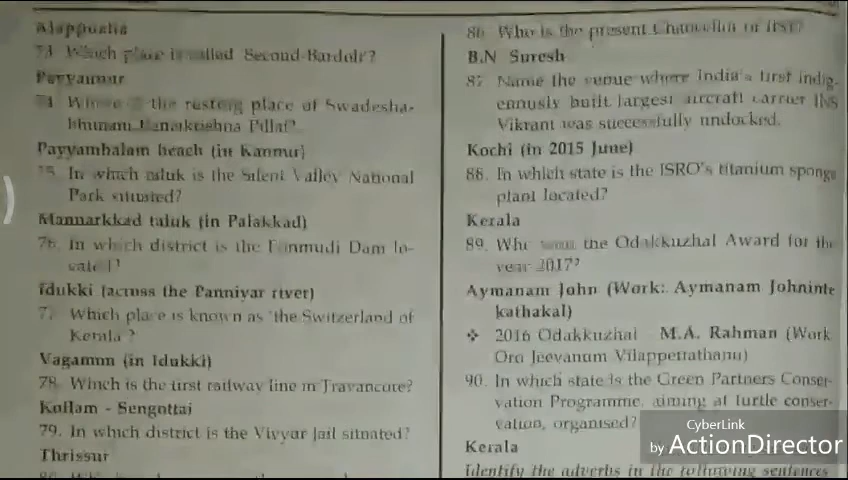 Alappuzha
73. Which place is called Second Bardoli?
Payyannur
74. Where is the resting place of Swadesha-
bhimani Ramakrishna Pillai?
Payyambalam beach (in Kannur)
75. In which taluk is the Silent Valley National
Park situated?
Mannarkkad taluk (in Palakkad)
76. In which district is the Ponmudi Dam lo-
cated?
Idukki (across the Panniyar river)
77. Which place is known as 'the Switzerland of
Kerala'?
Vagamon (in Idukki)
78. Which is the first railway line in Travancore?
Kollam - Sengottai
79. In which district is the Viyyur Jail situated?
Thrissur
86. Who is the present Chancellor of IIST?
B.N Suresh
87. Name the venue where India's first indig-
enously built largest aircraft carrier INS
Vikrant was successfully undocked.
Kochi (in 2015 June)
88. In which state is the ISRO's titanium sponge
plant located?
Kerala
89. Who won the Odakkuzhal Award for the
year 2017?
Aymanam John (Work: Aymanam Johninte
kathakal)
❖ 2016 Odakkuzhal - M.A. Rahman (Work
Oro Jeevanum Vilappettathanu)
90. In which state is the Green Partners Conser-
vation Programme, aiming at turtle conser-
vation, organised?
Kerala
Identify the adverbs in the following sentences
CyberLink
by ActionDirector